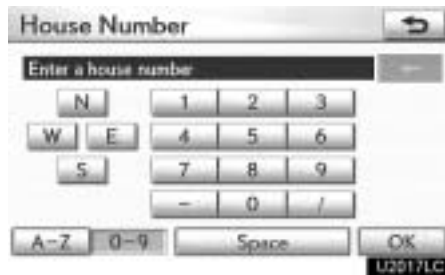 House Number
Enter a house number
N 1 2 3
W E 4 5 6
S 7 8 9
- 0 /
A-Z 0-9 Space OK
U2017LC